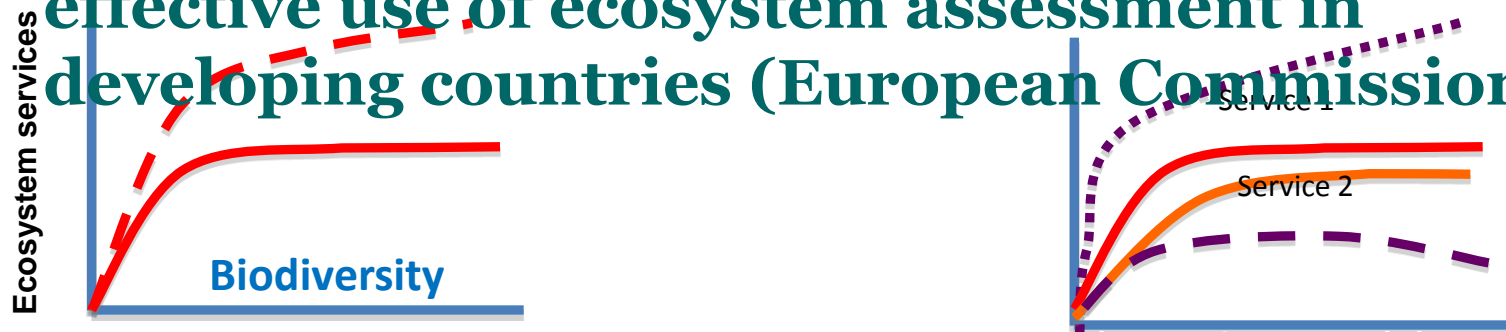 effective use of ecosystem assessment in
developing countries (European Commission
Ecosystem services
Service 1
Service 2
Biodiversity